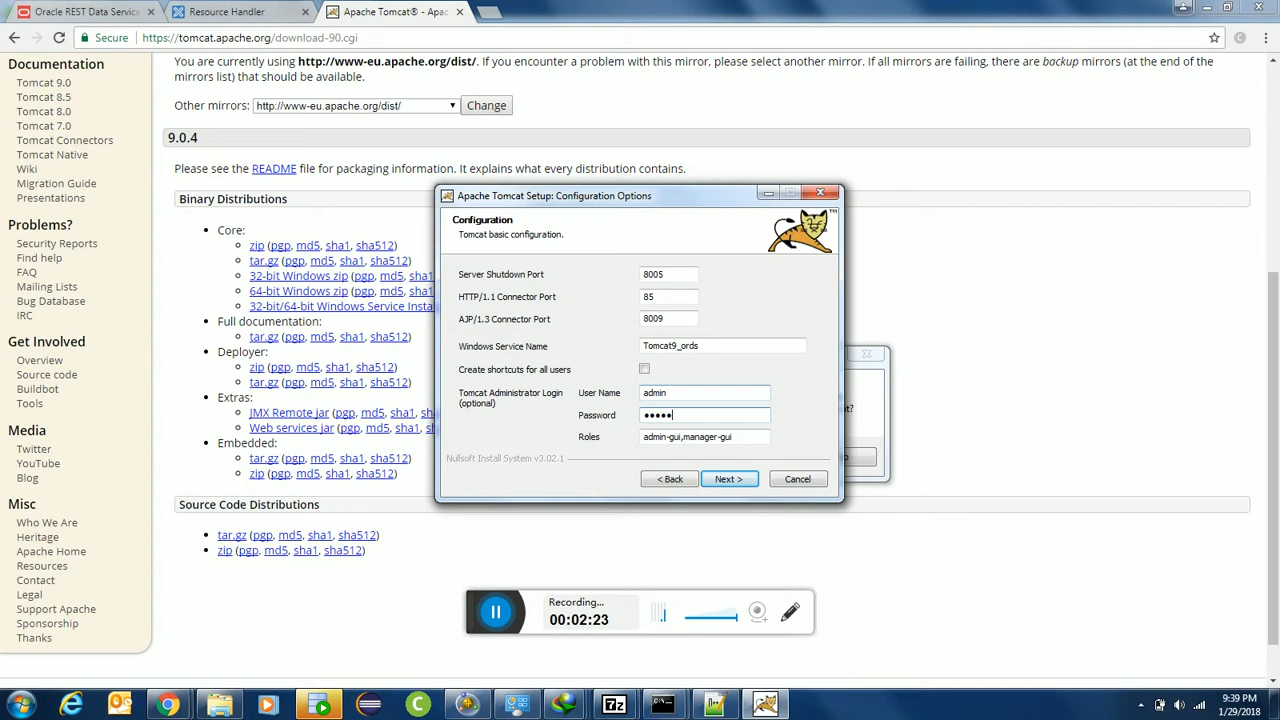 Oracle REST Data Service
Resource Handler
Apache Tomcat® - Apac
Secure
https://tomcat.apache.org/download-90.cgi
Documentation
Tomcat 9.0
Tomcat 8.5
Tomcat 8.0
Tomcat 7.0
Tomcat Connectors
Tomcat Native
Wiki
Migration Guide
Presentations
Problems?
Security Reports
Find help
FAQ
Mailing Lists
Bug Database
IRC
Get Involved
Overview
Source code
Buildbot
Tools
Media
Twitter
YouTube
Blog
Misc
Who We Are
Heritage
Apache Home
Resources
Contact
Legal
Support Apache
Sponsorship
Thanks
You are currently using http://www-eu.apache.org/dist/. If you encounter a problem with this mirror, please select another mirror. If all mirrors are failing, there are backup mirrors (at the end of the
mirrors list) that should be available.
Other mirrors: http://www-eu.apache.org/dist/ Change
9.0.4
Please see the README file for packaging information. It explains what every distribution contains.
Binary Distributions
Core:
zip (pgp, md5, sha1, sha512)
tar.gz (pgp, md5, sha1, sha512)
32-bit Windows zip (pgp, md5, sha1,
64-bit Windows zip (pgp, md5, sha1,
32-bit/64-bit Windows Service Insta
Full documentation:
tar.gz (pgp, md5, sha1, sha512)
Deployer:
zip (pgp, md5, sha1, sha512)
tar.gz (pgp, md5, sha1, sha512)
Extras:
JMX Remote jar (pgp, md5, sha1,
Web services jar (pgp, md5, sha1,
Embedded:
tar.gz (pgp, md5, sha1, sha512)
zip (pgp, md5, sha1, sha512)
Source Code Distributions
tar.gz (pgp, md5, sha1, sha512)
zip (pgp, md5, sha1, sha512)
Apache Tomcat Setup: Configuration Options
Configuration
Tomcat basic configuration.
TM
Server Shutdown Port 8005
HTTP/1.1 Connector Port 85
AJP/1.3 Connector Port 8009
Windows Service Name Tomcat9_ords
Create shortcuts for all users
Tomcat Administrator Login
(optional)
User Name admin
Password •••••
Roles admin-gui,manager-gui
Nullsoft Install System v3.02.1
< Back
Next >
Cancel
it?
Recording...
00:02:23
9:39 PM
1/29/2018